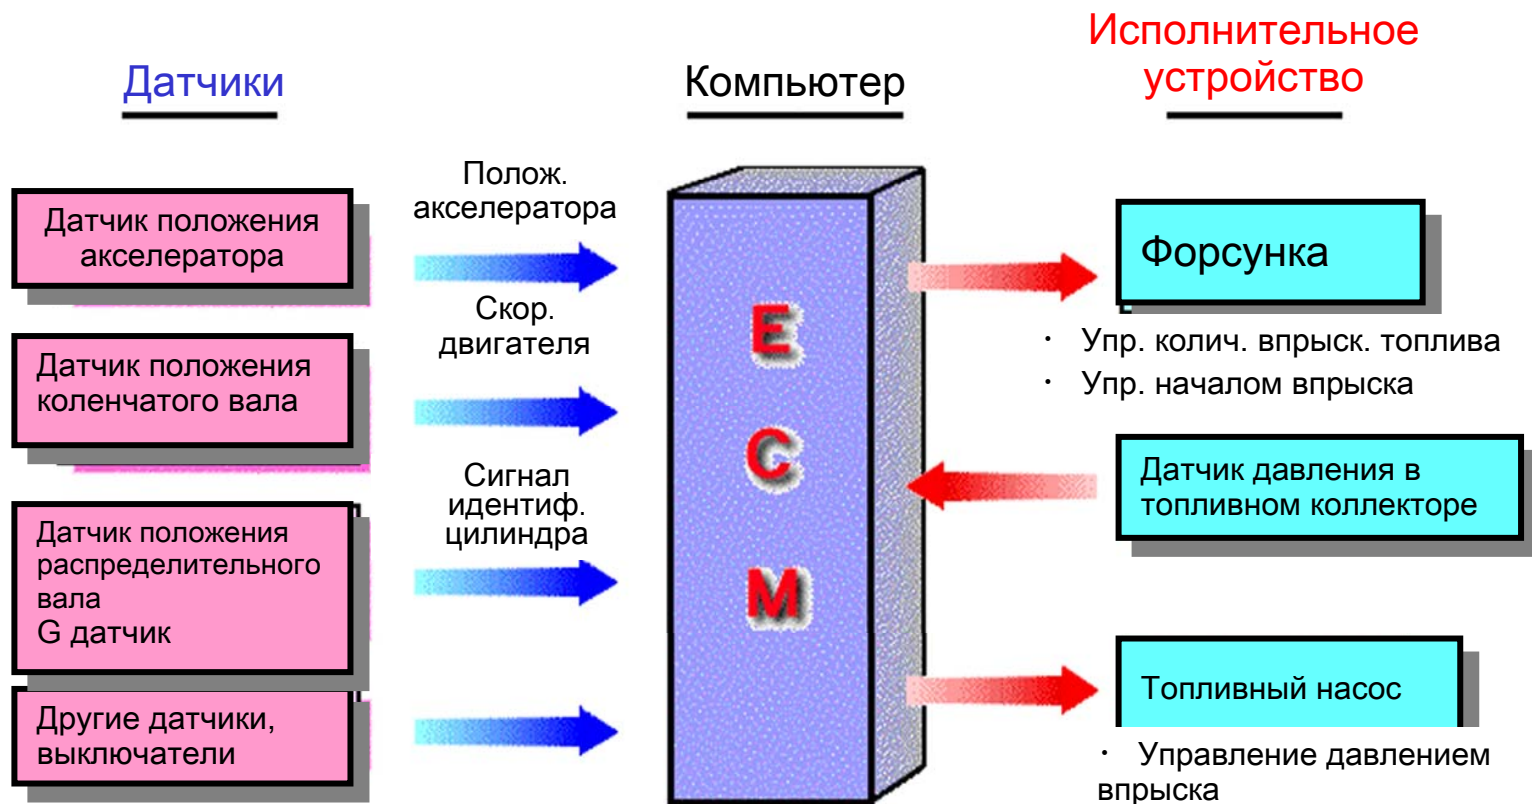 Датчики
Компьютер
Исполнительное
устройство
Датчик положения
акселератора
Датчик положения
коленчатого вала
Датчик положения
распределительного
вала
G датчик
Другие датчики,
выключатели
Полож.
акселератора
Скор.
двигателя
Сигнал
идентиф.
цилиндра
E
C
M
Форсунка
· Упр. колич. впрыск. топлива
· Упр. началом впрыска
Датчик давления в
топливном коллекторе
Топливный насос
· Управление давлением
впрыска